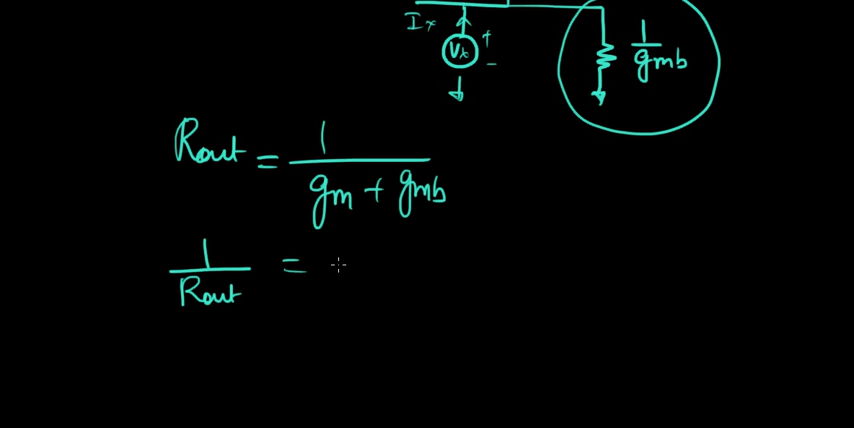 Ix
Vx
+
-
1/gmb
Rout = 1/(gm + gmb)
1/Rout =